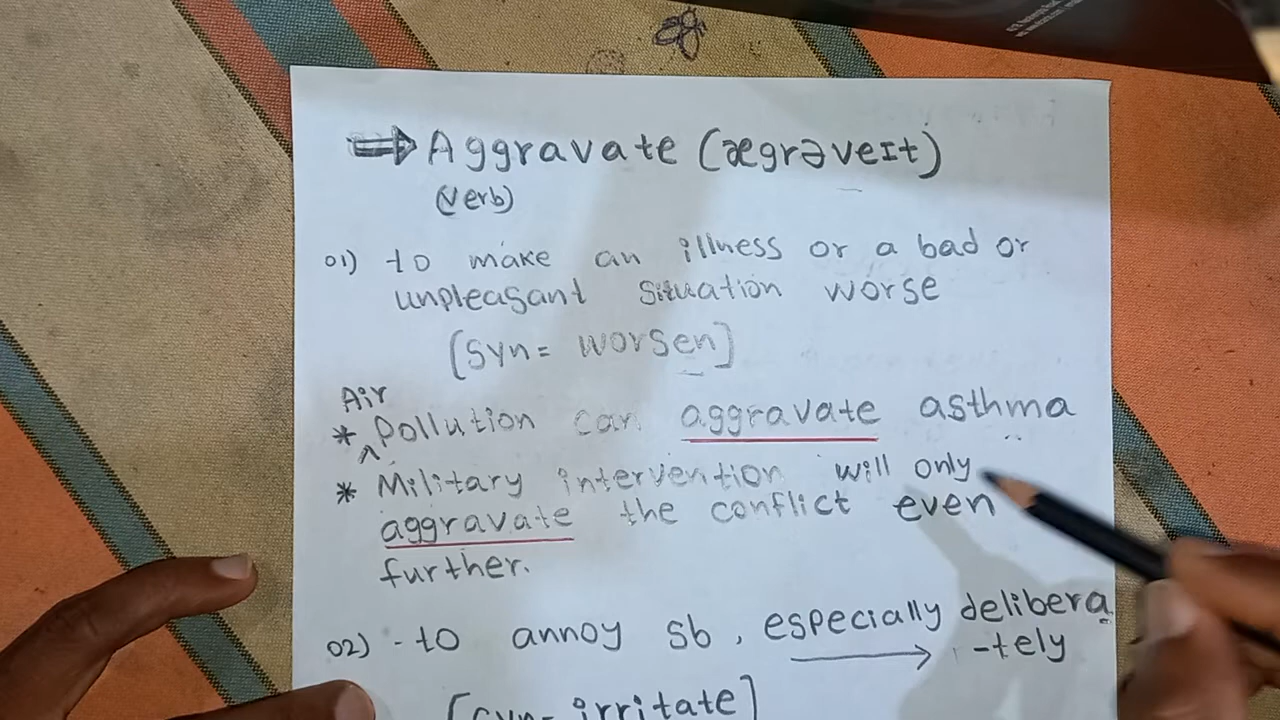 ⇒ Aggravate (ægrəveɪt)
(verb)
01) to make an illness or a bad or
unpleasant situation worse
[Syn = worsen]
Air
* ^Pollution can aggravate asthma
* Military intervention will only
aggravate the conflict even
further.
02) - to annoy sb, especially delibera
-tely
[Syn = irritate]